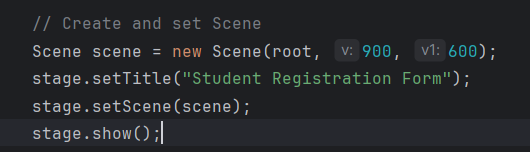 // Create and set Scene
Scene scene = new Scene(root, v: 900, v1: 600);
stage.setTitle("Student Registration Form");
stage.setScene(scene);
stage.show();